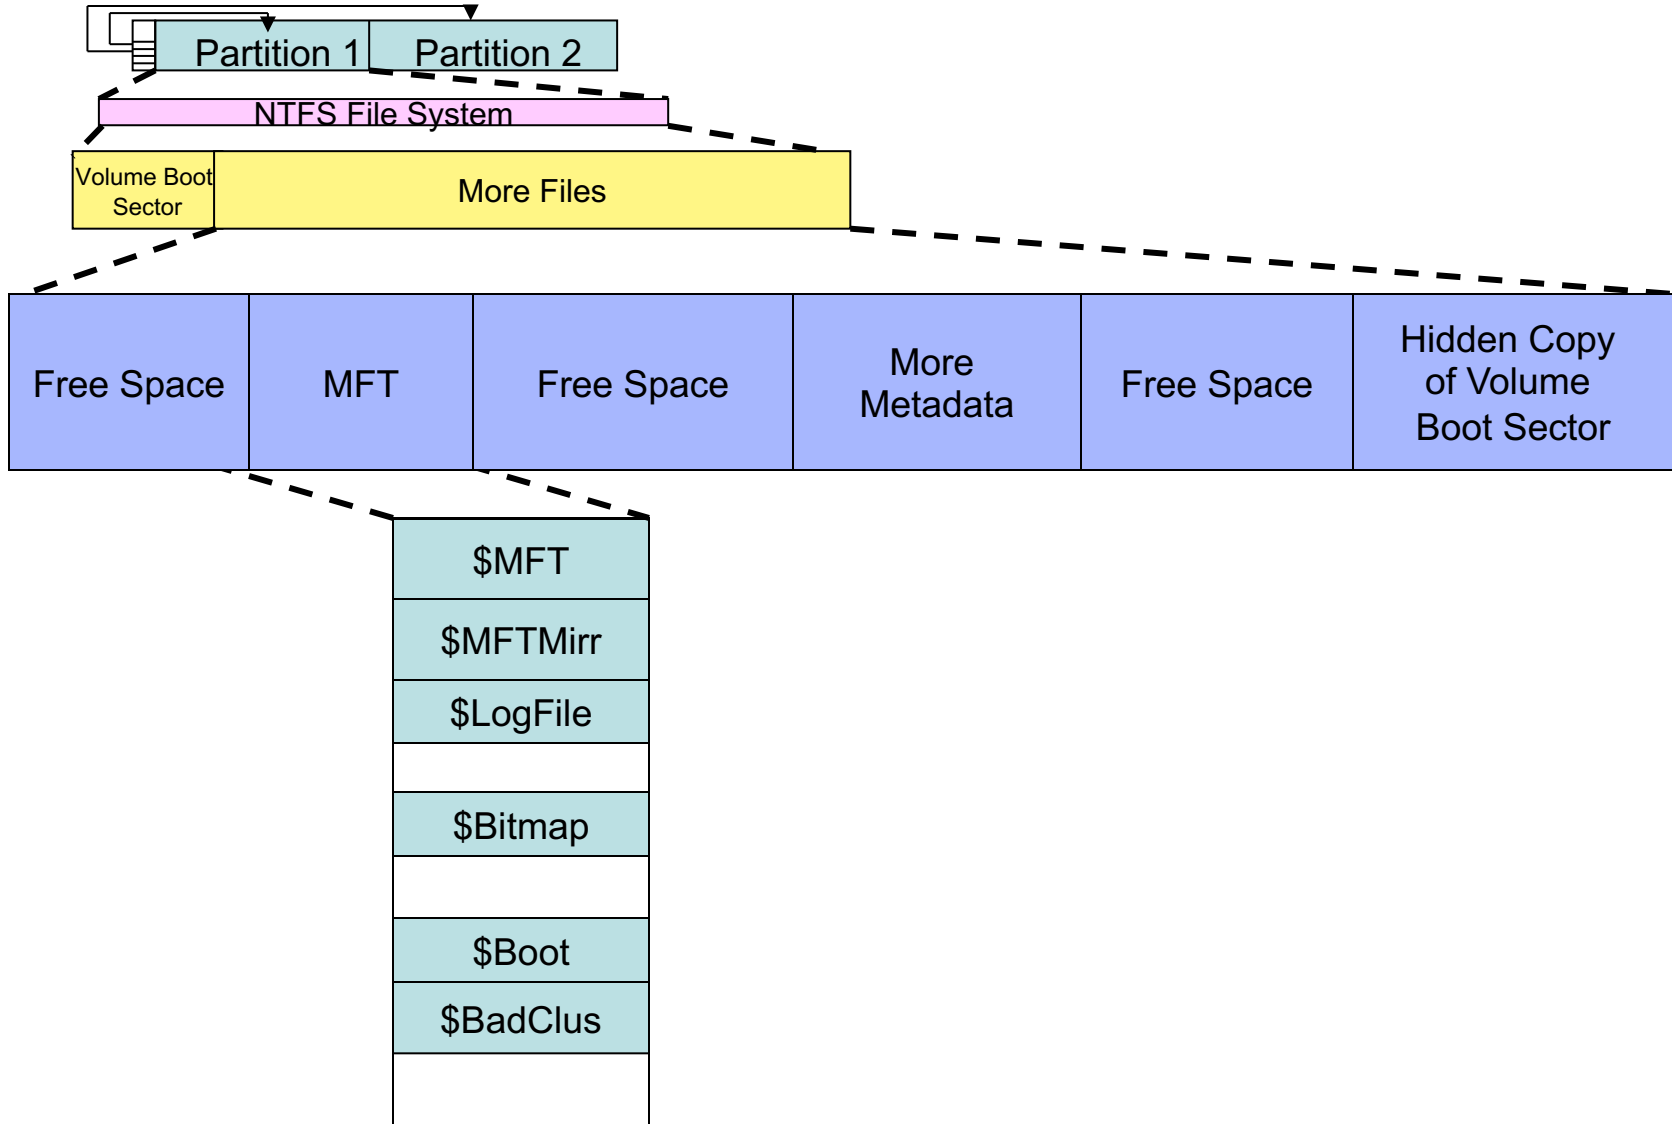 Partition 1
Partition 2
NTFS File System
Volume Boot
Sector
More Files
Free Space
MFT
Free Space
More
Metadata
Free Space
Hidden Copy
of Volume
Boot Sector
$MFT
$MFTMirr
$LogFile
$Bitmap
$Boot
$BadClus